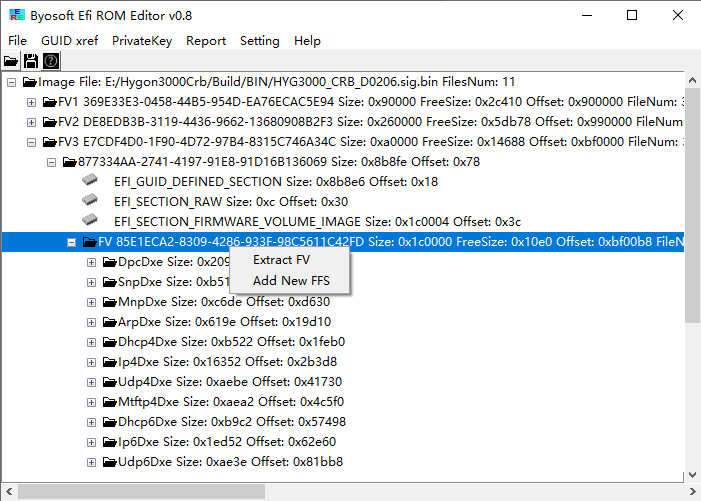 Byosoft Efi ROM Editor v0.8
File GUID xref PrivateKey Report Setting Help
Image File: E:/Hygon3000Crb/Build/BIN/HYG3000_CRB_D0206.sig.bin FilesNum: 11
FV1 369E33E3-0458-44B5-954D-EA76ECAC5E94 Size: 0x90000 FreeSize: 0x2c410 Offset: 0x900000 FileNum:
FV2 DE8EDB3B-3119-4436-9662-13680908B2F3 Size: 0x260000 FreeSize: 0x5db78 Offset: 0x990000 FileNum:
FV3 E7CDF4D0-1F90-4D72-97B4-8315C746A34C Size: 0xa0000 FreeSize: 0x14688 Offset: 0xbf0000 FileNum:
877334AA-2741-4197-91E8-91D16B136069 Size: 0x8b8fe Offset: 0x78
EFI_GUID_DEFINED_SECTION Size: 0x8b8e6 Offset: 0x18
EFI_SECTION_RAW Size: 0xc Offset: 0x30
EFI_SECTION_FIRMWARE_VOLUME_IMAGE Size: 0x1c0004 Offset: 0x3c
FV 85E1ECA2-8309-4286-933F-98C5611C42FD Size: 0x1c0000 FreeSize: 0x10e0 Offset: 0xbf00b8 FileN
DpcDxe Size: 0x209
Extract FV
SnpDxe Size: 0xb51
Add New FFS
MnpDxe Size: 0xc6de Offset: 0xd630
ArpDxe Size: 0x619e Offset: 0x19d10
Dhcp4Dxe Size: 0xb522 Offset: 0x1feb0
Ip4Dxe Size: 0x16352 Offset: 0x2b3d8
Udp4Dxe Size: 0xaebe Offset: 0x41730
Mtftp4Dxe Size: 0xaea2 Offset: 0x4c5f0
Dhcp6Dxe Size: 0xb9c2 Offset: 0x57498
Ip6Dxe Size: 0x1ed52 Offset: 0x62e60
Udp6Dxe Size: 0xae3e Offset: 0x81bb8